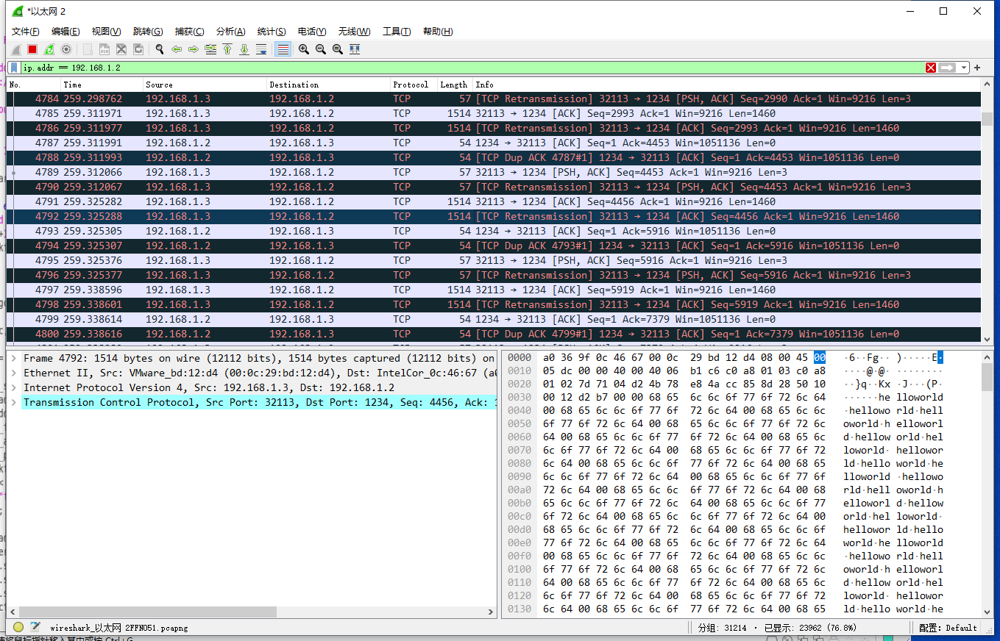 *以太网 2
文件(F) 编辑(E) 视图(V) 跳转(G) 捕获(C) 分析(A) 统计(S) 电话(Y) 无线(W) 工具(T) 帮助(H)
ip.addr == 192.168.1.2
No. Time Source Destination Protocol Length Info
4784 259.298762 192.168.1.3 192.168.1.2 TCP 57 [TCP Retransmission] 32113 → 1234 [PSH, ACK] Seq=2990 Ack=1 Win=9216 Len=3
4785 259.311971 192.168.1.3 192.168.1.2 TCP 1514 32113 → 1234 [ACK] Seq=2993 Ack=1 Win=9216 Len=1460
4786 259.311977 192.168.1.3 192.168.1.2 TCP 1514 [TCP Retransmission] 32113 → 1234 [ACK] Seq=2993 Ack=1 Win=9216 Len=1460
4787 259.311991 192.168.1.2 192.168.1.3 TCP 54 1234 → 32113 [ACK] Seq=1 Ack=4453 Win=1051136 Len=0
4788 259.311993 192.168.1.2 192.168.1.3 TCP 54 [TCP Dup ACK 4787#1] 1234 → 32113 [ACK] Seq=1 Ack=4453 Win=1051136 Len=0
4789 259.312066 192.168.1.3 192.168.1.2 TCP 57 32113 → 1234 [PSH, ACK] Seq=4453 Ack=1 Win=9216 Len=3
4790 259.312067 192.168.1.3 192.168.1.2 TCP 57 [TCP Retransmission] 32113 → 1234 [PSH, ACK] Seq=4453 Ack=1 Win=9216 Len=3
4791 259.325282 192.168.1.3 192.168.1.2 TCP 1514 32113 → 1234 [ACK] Seq=4456 Ack=1 Win=9216 Len=1460
4792 259.325288 192.168.1.3 192.168.1.2 TCP 1514 [TCP Retransmission] 32113 → 1234 [ACK] Seq=4456 Ack=1 Win=9216 Len=1460
4793 259.325305 192.168.1.2 192.168.1.3 TCP 54 1234 → 32113 [ACK] Seq=1 Ack=5916 Win=1051136 Len=0
4794 259.325307 192.168.1.2 192.168.1.3 TCP 54 [TCP Dup ACK 4793#1] 1234 → 32113 [ACK] Seq=1 Ack=5916 Win=1051136 Len=0
4795 259.325376 192.168.1.3 192.168.1.2 TCP 57 32113 → 1234 [PSH, ACK] Seq=5916 Ack=1 Win=9216 Len=3
4796 259.325377 192.168.1.3 192.168.1.2 TCP 57 [TCP Retransmission] 32113 → 1234 [PSH, ACK] Seq=5916 Ack=1 Win=9216 Len=3
4797 259.338596 192.168.1.3 192.168.1.2 TCP 1514 32113 → 1234 [ACK] Seq=5919 Ack=1 Win=9216 Len=1460
4798 259.338601 192.168.1.3 192.168.1.2 TCP 1514 [TCP Retransmission] 32113 → 1234 [ACK] Seq=5919 Ack=1 Win=9216 Len=1460
4799 259.338614 192.168.1.2 192.168.1.3 TCP 54 1234 → 32113 [ACK] Seq=1 Ack=7379 Win=1051136 Len=0
4800 259.338616 192.168.1.2 192.168.1.3 TCP 54 [TCP Dup ACK 4799#1] 1234 → 32113 [ACK] Seq=1 Ack=7379 Win=1051136 Len=0
Frame 4792: 1514 bytes on wire (12112 bits), 1514 bytes captured (12112 bits) on
Ethernet II, Src: VMware_bd:12:d4 (00:0c:29:bd:12:d4), Dst: IntelCor_0c:46:67 (a0
Internet Protocol Version 4, Src: 192.168.1.3, Dst: 192.168.1.2
Transmission Control Protocol, Src Port: 32113, Dst Port: 1234, Seq: 4456, Ack: 1
0000 a0 36 9f 0c 46 67 00 0c 29 bd 12 d4 08 00 45 00 ·6··Fg·· )·····E·
0010 05 dc 00 00 40 00 40 06 b1 c6 c0 a8 01 03 c0 a8 ····@·@· ········
0020 01 02 7d 71 04 d2 4b 78 e8 4a cc 85 8d 28 50 10 ··}q··Kx ·J···(P·
0030 00 12 d2 b7 00 00 68 65 6c 6c 6f 77 6f 72 6c 64 ······he lloworld
0040 00 68 65 6c 6c 6f 77 6f 72 6c 64 00 68 65 6c 6c ·hellowo rld·hell
0050 6f 77 6f 72 6c 64 00 68 65 6c 6c 6f 77 6f 72 6c oworld·h elloworl
0060 64 00 68 65 6c 6c 6f 77 6f 72 6c 64 00 68 65 6c d·hellow orld·hel
0070 6c 6f 77 6f 72 6c 64 00 68 65 6c 6c 6f 77 6f 72 loworld· hellowor
0080 6c 64 00 68 65 6c 6c 6f 77 6f 72 6c 64 00 68 65 ld·hello world·he
0090 6c 6c 6f 77 6f 72 6c 64 00 68 65 6c 6c 6f 77 6f lloworld ·hellowo
00a0 72 6c 64 00 68 65 6c 6c 6f 77 6f 72 6c 64 00 68 rld·hell oworld·h
00b0 65 6c 6c 6f 77 6f 72 6c 64 00 68 65 6c 6c 6f 77 elloworl d·hellow
00c0 6f 72 6c 64 00 68 65 6c 6c 6f 77 6f 72 6c 64 00 orld·hel loworld·
00d0 68 65 6c 6c 6f 77 6f 72 6c 64 00 68 65 6c 6c 6f hellowor ld·hello
00e0 77 6f 72 6c 64 00 68 65 6c 6c 6f 77 6f 72 6c 64 world·he lloworld
00f0 00 68 65 6c 6c 6f 77 6f 72 6c 64 00 68 65 6c 6c ·hellowo rld·hell
0100 6f 77 6f 72 6c 64 00 68 65 6c 6c 6f 77 6f 72 6c oworld·h elloworl
0110 64 00 68 65 6c 6c 6f 77 6f 72 6c 64 00 68 65 6c d·hellow orld·hel
0120 6c 6f 77 6f 72 6c 64 00 68 65 6c 6c 6f 77 6f 72 loworld· hellowor
0130 6c 64 00 68 65 6c 6c 6f 77 6f 72 6c 64 00 68 65 ld·hello world·he
wireshark_以太网 2FFNO51.pcapng 分组: 31214 · 已显示: 23962 (76.8%) 配置: Default